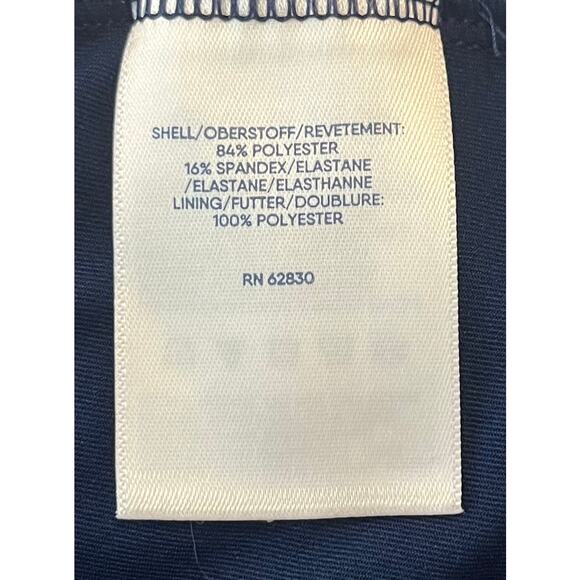 SHELL/OBERSTOFF/REVETEMENT:
84% POLYESTER
16% SPANDEX/ELASTANE
/ELASTANE/ELASTHANNE
LINING/FUTTER/DOUBLURE:
100% POLYESTER
RN 62830